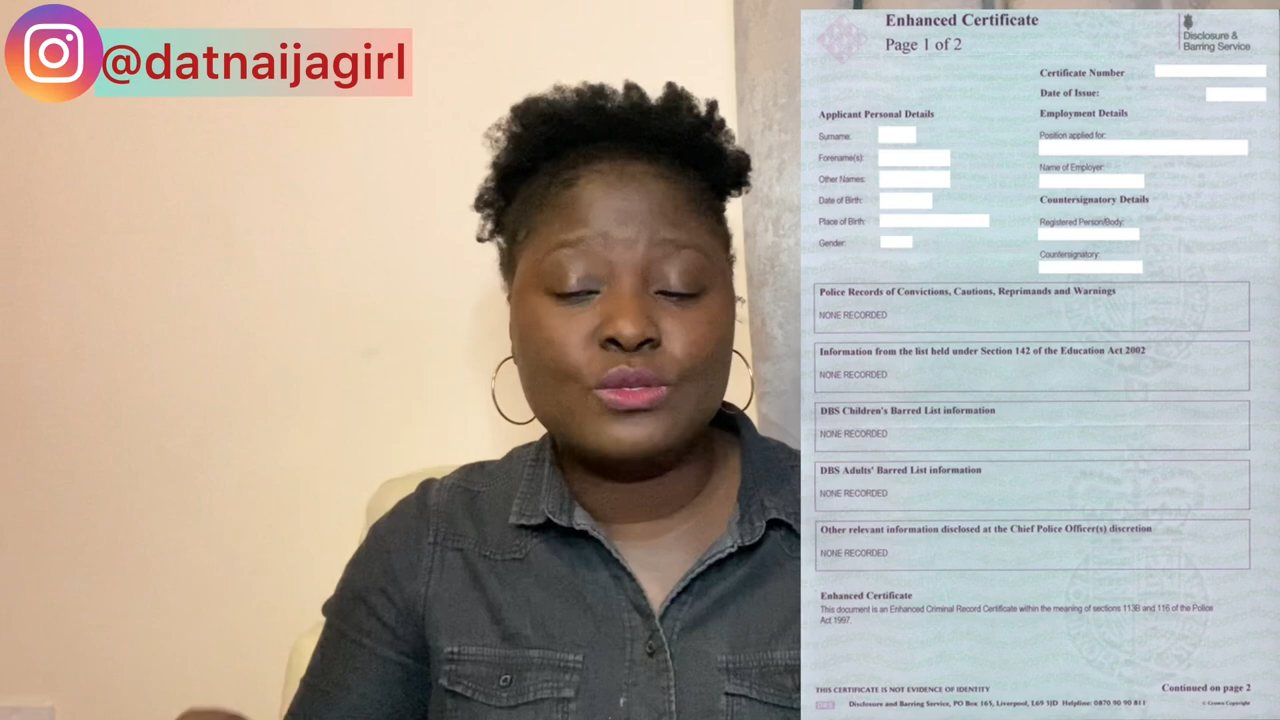 @datnaijagirl
Enhanced Certificate
Page 1 of 2
Disclosure &
Barring Service
Certificate Number
Date of Issue:
Applicant Personal Details
Surname:
Forename(s):
Other Names:
Date of Birth:
Place of Birth:
Gender:
Employment Details
Position applied for:
Name of Employer:
Countersignatory Details
Registered Person/Body:
Countersignatory:
Police Records of Convictions, Cautions, Reprimands and Warnings
NONE RECORDED
Information from the list held under Section 142 of the Education Act 2002
NONE RECORDED
DBS Children's Barred List information
NONE RECORDED
DBS Adults' Barred List information
NONE RECORDED
Other relevant information disclosed at the Chief Police Officer(s) discretion
NONE RECORDED
Enhanced Certificate
This document is an Enhanced Criminal Record Certificate within the meaning of sections 113B and 116 of the Police
Act 1997.
THIS CERTIFICATE IS NOT EVIDENCE OF IDENTITY
Continued on page 2
DBS
Disclosure and Barring Service, PO Box 165, Liverpool, L69 3JD Helpline: 0870 90 90 811
© Crown Copyright